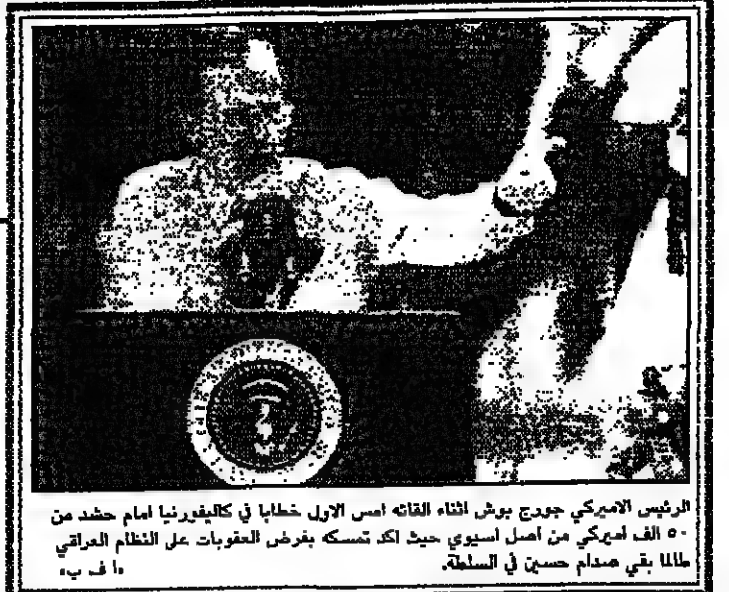 الرئيس الاميركي جورج بوش اثناء القائه امس الاول خطابا في كاليفورنيا امام حشد من
٥٠ الف اميركي من اصل اسيوي حيث اكد تمسكه بفرض العقوبات على النظام العراقي
طالما بقي صدام حسين في السلطة. «ا ف ب»